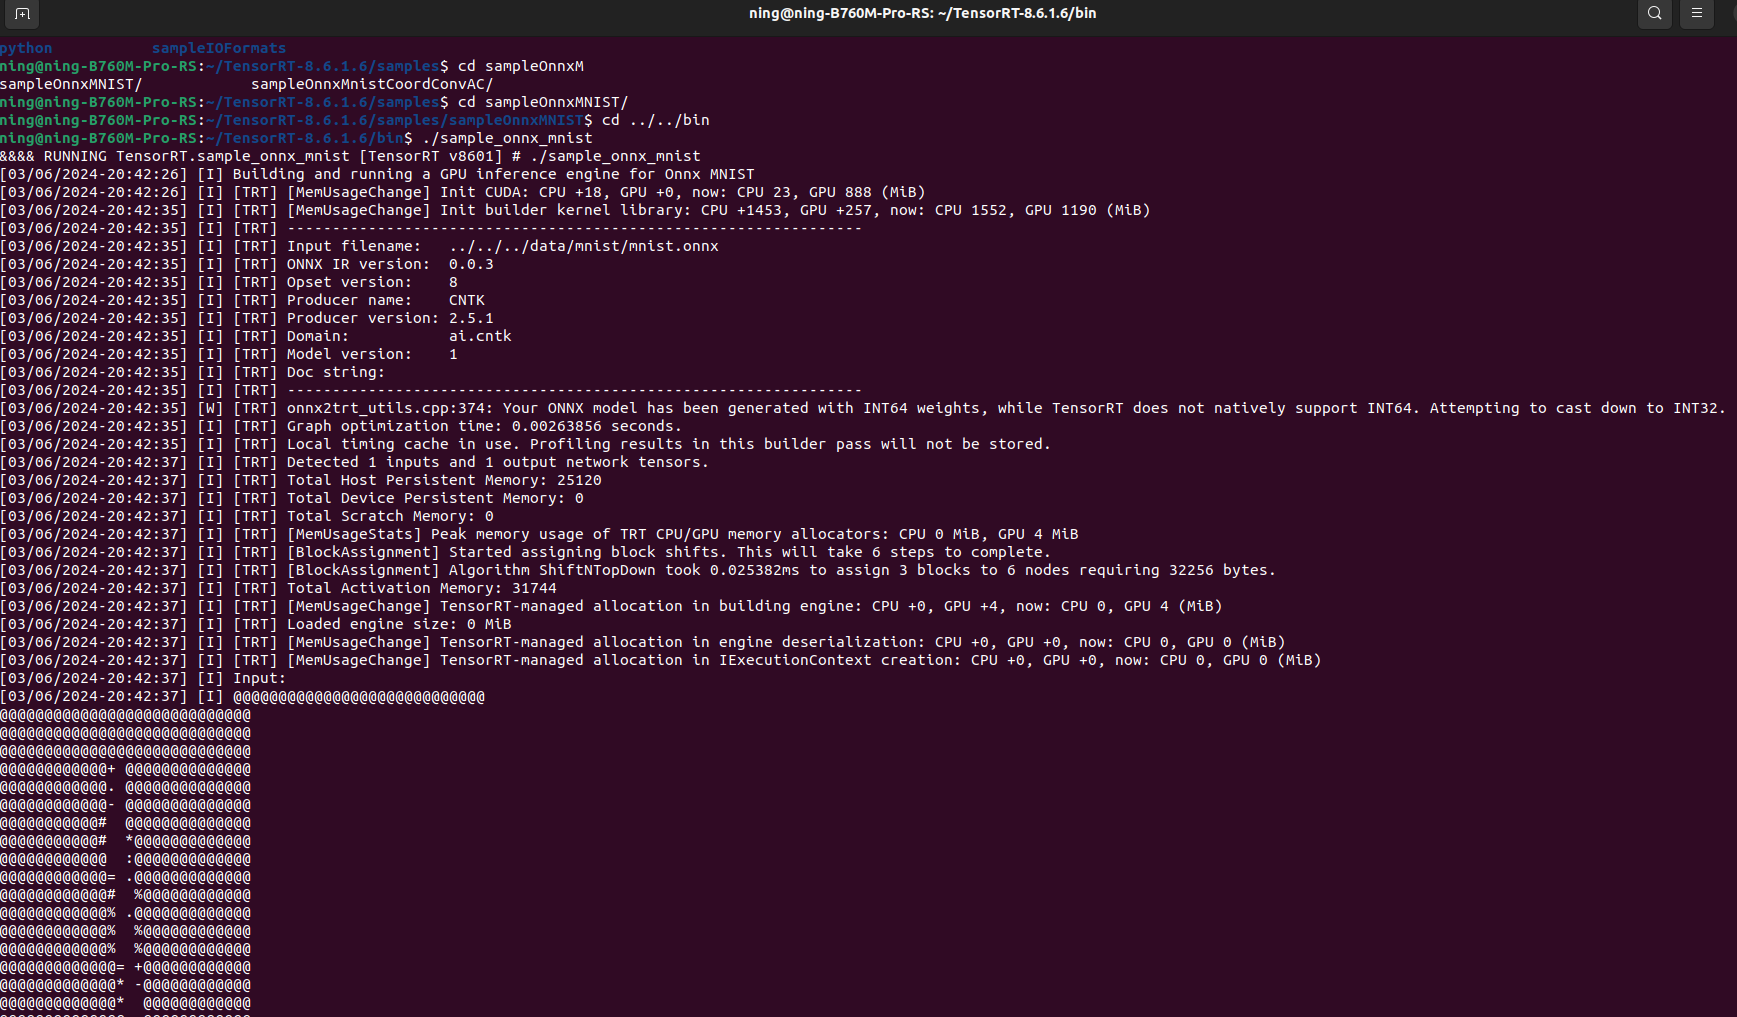 ning@ning-B760M-Pro-RS: ~/TensorRT-8.6.1.6/bin
python           sampleIOFormats
ning@ning-B760M-Pro-RS:~/TensorRT-8.6.1.6/samples$ cd sampleOnnxM
sampleOnnxMNIST/            sampleOnnxMnistCoordConvAC/
ning@ning-B760M-Pro-RS:~/TensorRT-8.6.1.6/samples$ cd sampleOnnxMNIST/
ning@ning-B760M-Pro-RS:~/TensorRT-8.6.1.6/samples/sampleOnnxMNIST$ cd ../../bin
ning@ning-B760M-Pro-RS:~/TensorRT-8.6.1.6/bin$ ./sample_onnx_mnist
&&&& RUNNING TensorRT.sample_onnx_mnist [TensorRT v8601] # ./sample_onnx_mnist
[03/06/2024-20:42:26] [I] Building and running a GPU inference engine for Onnx MNIST
[03/06/2024-20:42:26] [I] [TRT] [MemUsageChange] Init CUDA: CPU +18, GPU +0, now: CPU 23, GPU 888 (MiB)
[03/06/2024-20:42:35] [I] [TRT] [MemUsageChange] Init builder kernel library: CPU +1453, GPU +257, now: CPU 1552, GPU 1190 (MiB)
[03/06/2024-20:42:35] [I] [TRT] ----------------------------------------------------------------
[03/06/2024-20:42:35] [I] [TRT] Input filename:   ../../../data/mnist/mnist.onnx
[03/06/2024-20:42:35] [I] [TRT] ONNX IR version:  0.0.3
[03/06/2024-20:42:35] [I] [TRT] Opset version:    8
[03/06/2024-20:42:35] [I] [TRT] Producer name:    CNTK
[03/06/2024-20:42:35] [I] [TRT] Producer version: 2.5.1
[03/06/2024-20:42:35] [I] [TRT] Domain:           ai.cntk
[03/06/2024-20:42:35] [I] [TRT] Model version:    1
[03/06/2024-20:42:35] [I] [TRT] Doc string:
[03/06/2024-20:42:35] [I] [TRT] ----------------------------------------------------------------
[03/06/2024-20:42:35] [W] [TRT] onnx2trt_utils.cpp:374: Your ONNX model has been generated with INT64 weights, while TensorRT does not natively support INT64. Attempting to cast down to INT32.
[03/06/2024-20:42:35] [I] [TRT] Graph optimization time: 0.00263856 seconds.
[03/06/2024-20:42:35] [I] [TRT] Local timing cache in use. Profiling results in this builder pass will not be stored.
[03/06/2024-20:42:37] [I] [TRT] Detected 1 inputs and 1 output network tensors.
[03/06/2024-20:42:37] [I] [TRT] Total Host Persistent Memory: 25120
[03/06/2024-20:42:37] [I] [TRT] Total Device Persistent Memory: 0
[03/06/2024-20:42:37] [I] [TRT] Total Scratch Memory: 0
[03/06/2024-20:42:37] [I] [TRT] [MemUsageStats] Peak memory usage of TRT CPU/GPU memory allocators: CPU 0 MiB, GPU 4 MiB
[03/06/2024-20:42:37] [I] [TRT] [BlockAssignment] Started assigning block shifts. This will take 6 steps to complete.
[03/06/2024-20:42:37] [I] [TRT] [BlockAssignment] Algorithm ShiftNTopDown took 0.025382ms to assign 3 blocks to 6 nodes requiring 32256 bytes.
[03/06/2024-20:42:37] [I] [TRT] Total Activation Memory: 31744
[03/06/2024-20:42:37] [I] [TRT] [MemUsageChange] TensorRT-managed allocation in building engine: CPU +0, GPU +4, now: CPU 0, GPU 4 (MiB)
[03/06/2024-20:42:37] [I] [TRT] Loaded engine size: 0 MiB
[03/06/2024-20:42:37] [I] [TRT] [MemUsageChange] TensorRT-managed allocation in engine deserialization: CPU +0, GPU +0, now: CPU 0, GPU 0 (MiB)
[03/06/2024-20:42:37] [I] [TRT] [MemUsageChange] TensorRT-managed allocation in IExecutionContext creation: CPU +0, GPU +0, now: CPU 0, GPU 0 (MiB)
[03/06/2024-20:42:37] [I] Input:
[03/06/2024-20:42:37] [I] @@@@@@@@@@@@@@@@@@@@@@@@@@@@
@@@@@@@@@@@@@@@@@@@@@@@@@@@@
@@@@@@@@@@@@@@@@@@@@@@@@@@@@
@@@@@@@@@@@@@@@@@@@@@@@@@@@@
@@@@@@@@@@@@+ @@@@@@@@@@@@@@
@@@@@@@@@@@@. @@@@@@@@@@@@@@
@@@@@@@@@@@@- @@@@@@@@@@@@@@
@@@@@@@@@@@#  @@@@@@@@@@@@@@
@@@@@@@@@@@#  *@@@@@@@@@@@@@
@@@@@@@@@@@@  :@@@@@@@@@@@@@
@@@@@@@@@@@@= .@@@@@@@@@@@@@
@@@@@@@@@@@@#  %@@@@@@@@@@@@
@@@@@@@@@@@@% .@@@@@@@@@@@@@
@@@@@@@@@@@@%  %@@@@@@@@@@@@
@@@@@@@@@@@@%  %@@@@@@@@@@@@
@@@@@@@@@@@@@= +@@@@@@@@@@@@
@@@@@@@@@@@@@* -@@@@@@@@@@@@
@@@@@@@@@@@@@*  @@@@@@@@@@@@